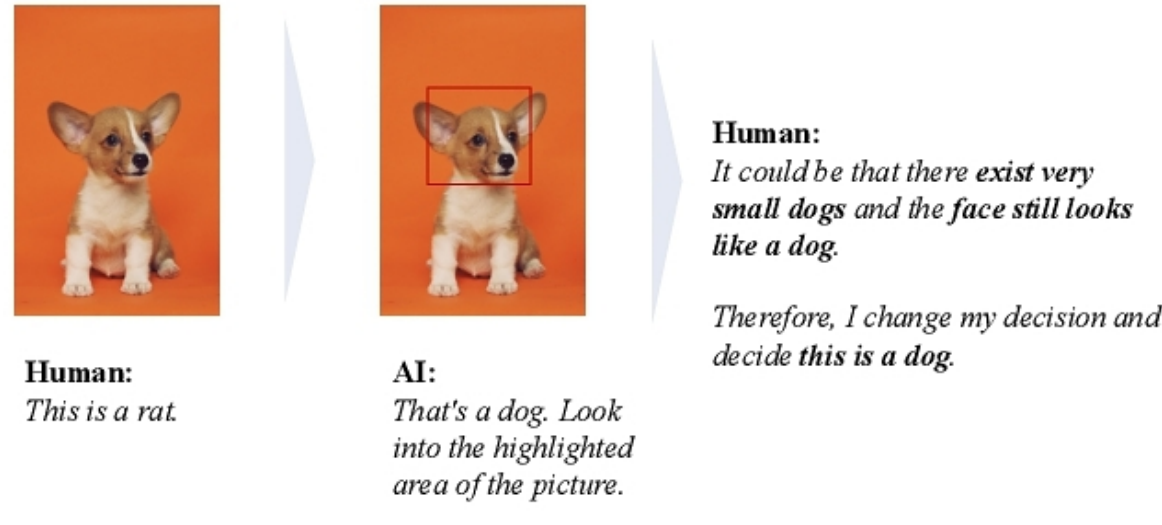 Human:
This is a rat.
AI:
That's a dog. Look
into the highlighted
area of the picture.
Human:
It could be that there exist very
small dogs and the face still looks
like a dog.
Therefore, I change my decision and
decide this is a dog.